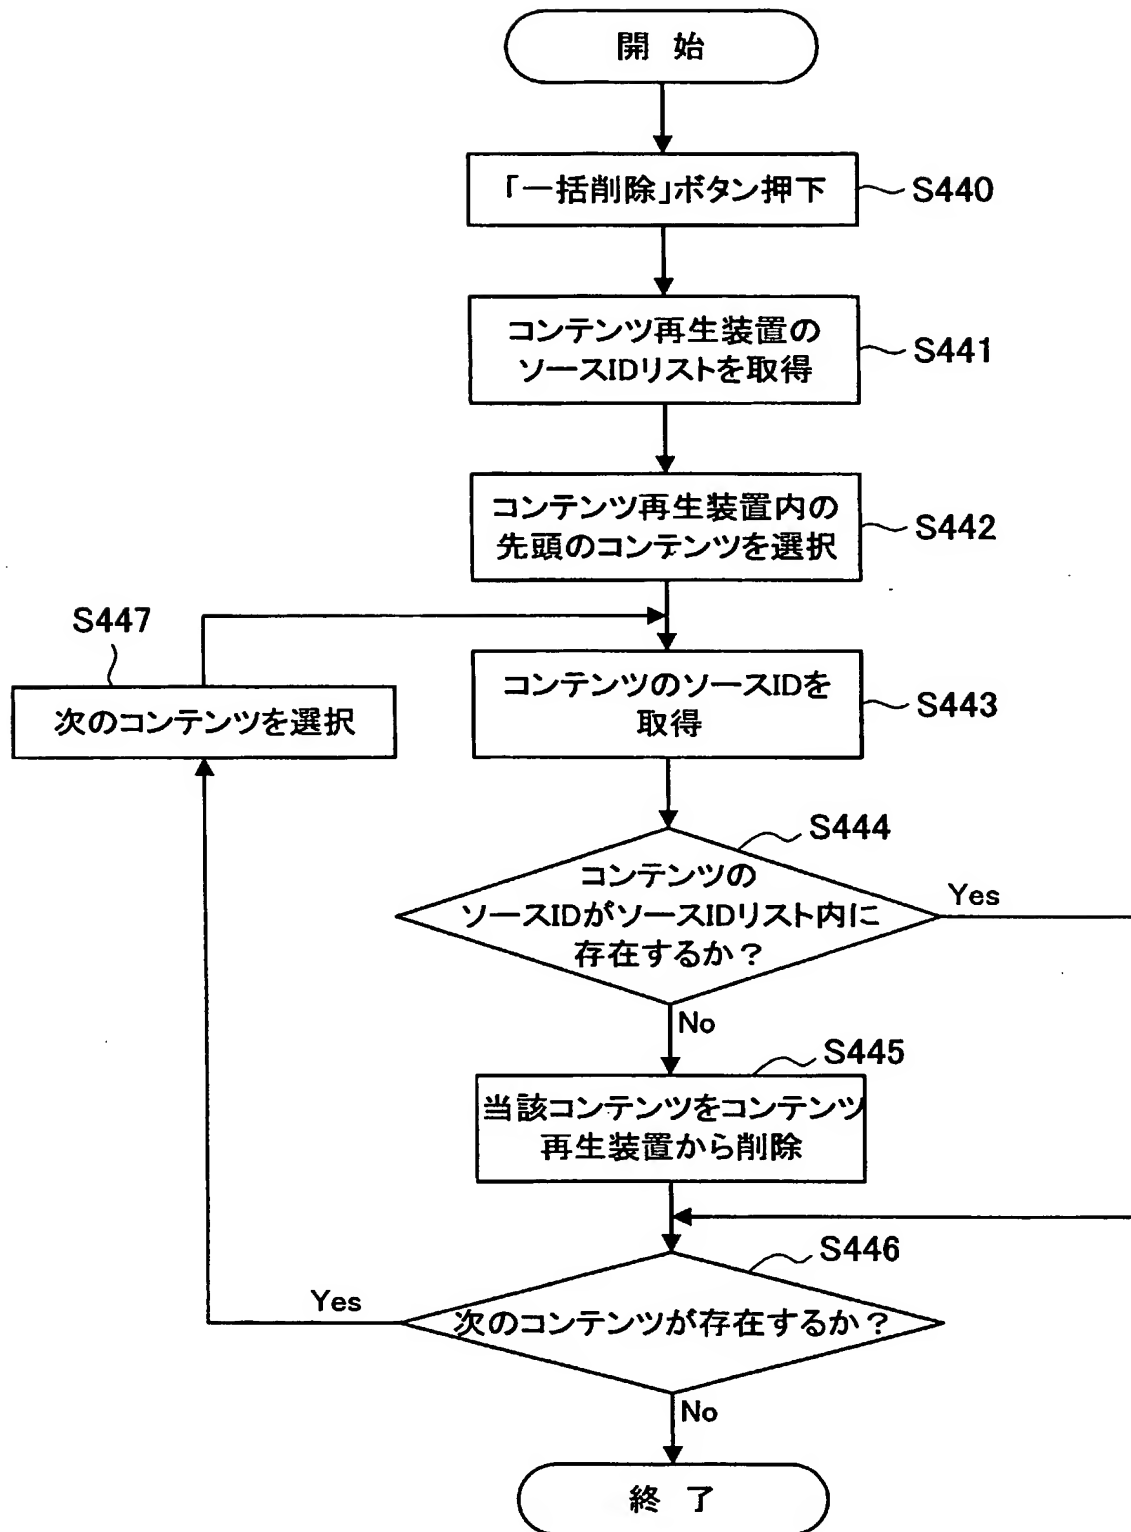 開 始
「一括削除」ボタン押下
S440
コンテンツ再生装置の
ソースIDリストを取得
S441
コンテンツ再生装置内の
先頭のコンテンツを選択
S442
S447
次のコンテンツを選択
コンテンツのソースIDを
取得
S443
S444
コンテンツの
ソースIDがソースIDリスト内に
存在するか？
Yes
No
S445
当該コンテンツをコンテンツ
再生装置から削除
S446
次のコンテンツが存在するか？
Yes
No
終 了